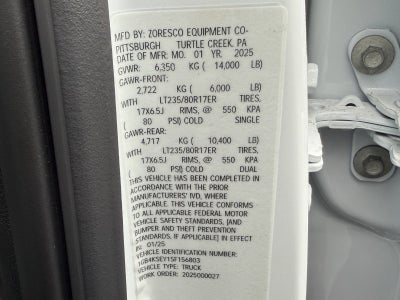 MFD BY: ZORESCO EQUIPMENT CO-
PITTSBURGH TURTLE CREEK, PA
DATE OF MFR: MO. 01 YR. 2025
GVWR: 6,350 KG ( 14,000 LB)
GAWR-FRONT:
2,722 KG ( 6,000 LB)
WITH LT235/80R17ER TIRES,
17X6.5J RIMS, @ 550 KPA
( 80 PSI) COLD SINGLE
GAWR-REAR:
4,717 KG ( 10,400 LB)
WITH LT235/80R17ER TIRES,
17X6.5J RIMS, @ 550 KPA
( 80 PSI) COLD DUAL
THIS VEHICLE HAS BEEN COMPLETED IN
ACCORDANCE WITH THE PRIOR
MANUFACTURERS' IVD, WHERE
APPLICABLE. THIS VEHICLE CONFORMS
TO ALL APPLICABLE FEDERAL MOTOR
VEHICLE SAFETY STANDARDS, [AND
BUMPER AND THEFT PREVENTION
STANDARDS, IF APPLICABLE] IN EFFECT
IN 01/25
VEHICLE IDENTIFICATION NUMBER:
1GB4KSEY1SF156803
VEHICLE TYPE: TRUCK
WORK ORDER: 2025000027